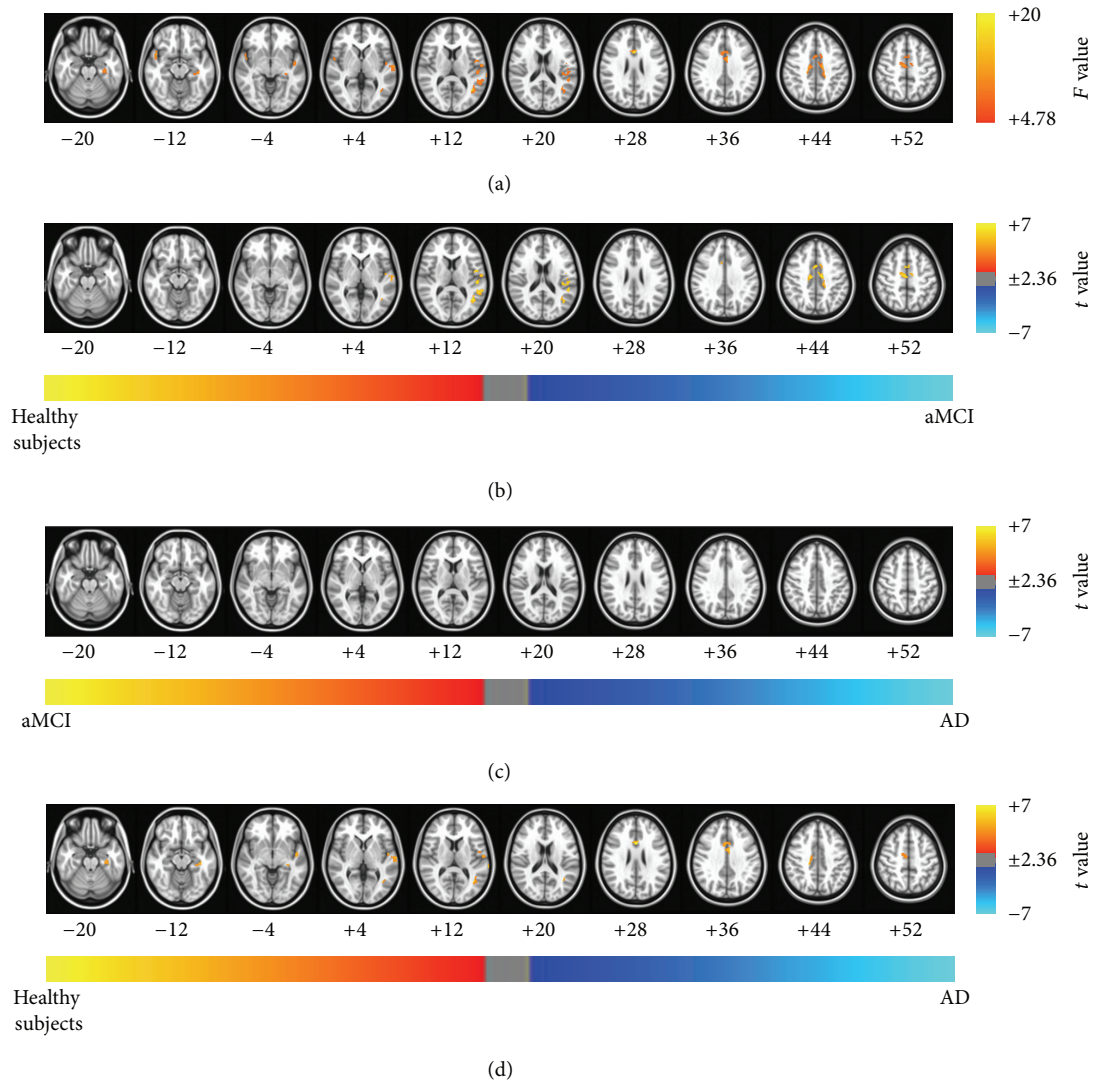 +20
F value
+4.78
−20 −12 −4 +4 +12 +20 +28 +36 +44 +52
(a)
+7
±2.36
t value
−7
−20 −12 −4 +4 +12 +20 +28 +36 +44 +52
Healthy
subjects
aMCI
(b)
+7
±2.36
t value
−7
−20 −12 −4 +4 +12 +20 +28 +36 +44 +52
aMCI
AD
(c)
+7
±2.36
t value
−7
−20 −12 −4 +4 +12 +20 +28 +36 +44 +52
Healthy
subjects
AD
(d)